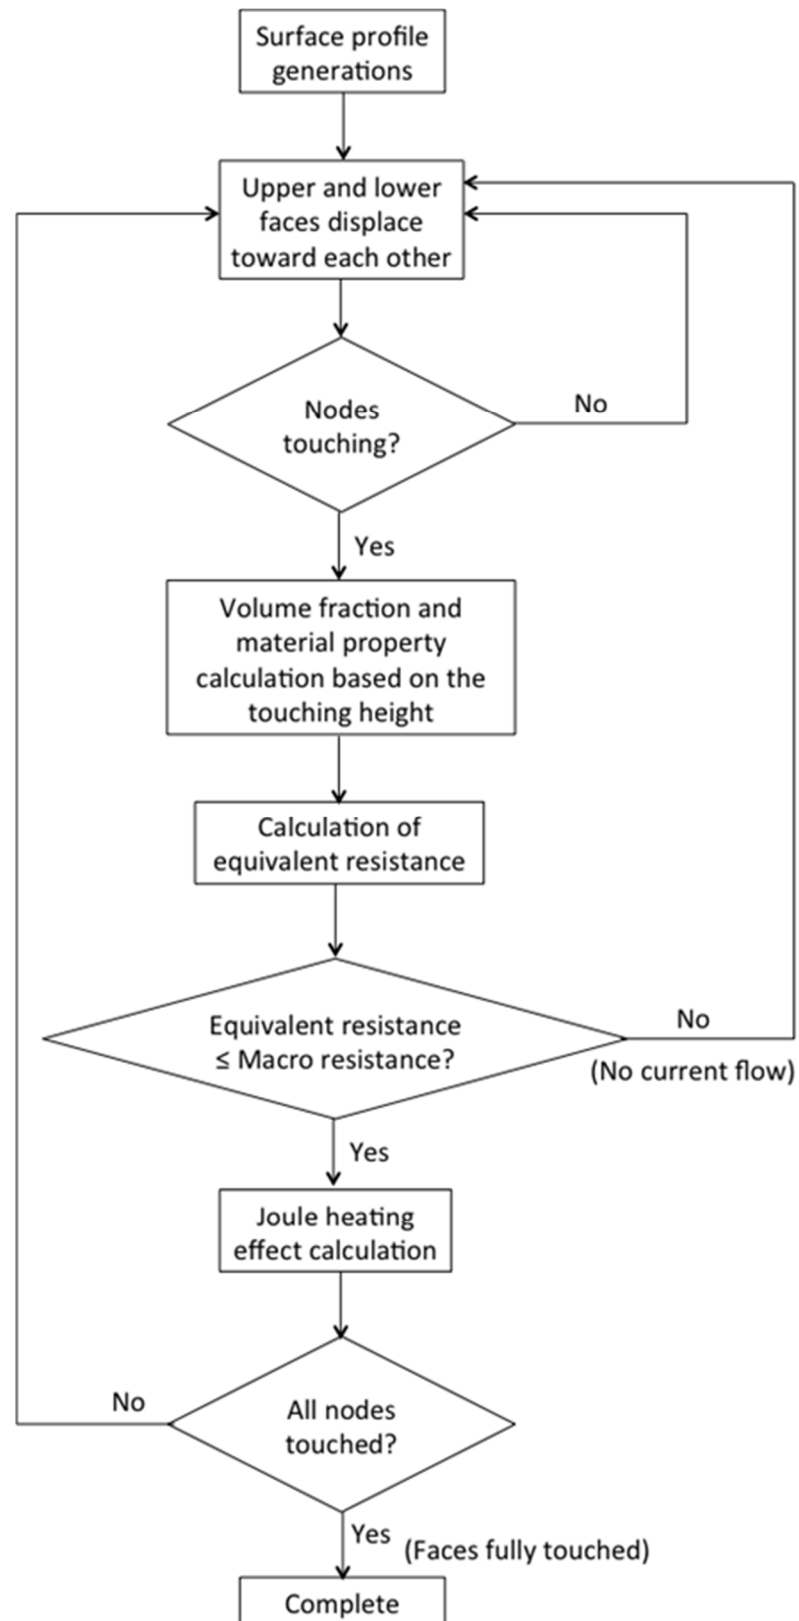 Surface profile
generations
Upper and lower
faces displace
toward each other
Nodes
touching?
No
Yes
Volume fraction and
material property
calculation based on the
touching height
Calculation of
equivalent resistance
Equivalent resistance
≤ Macro resistance?
No
(No current flow)
Yes
Joule heating
effect calculation
All nodes
touched?
No
Yes
(Faces fully touched)
Complete